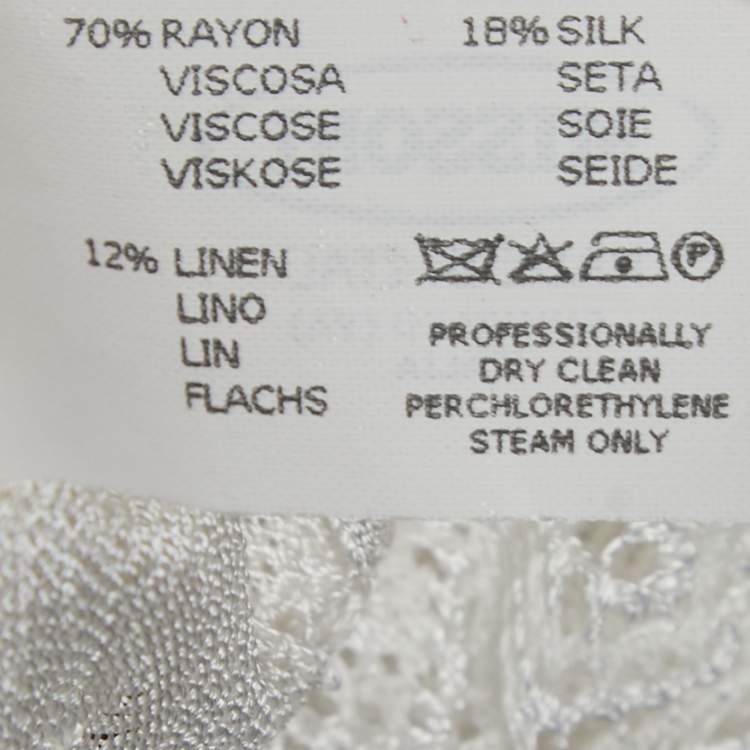 70% RAYON
VISCOSA
VISCOSE
VISKOSE
18% SILK
SETA
SOIE
SEIDE
12% LINEN
LINO
LIN
FLACHS
P
PROFESSIONALLY
DRY CLEAN
PERCHLORETHYLENE
STEAM ONLY